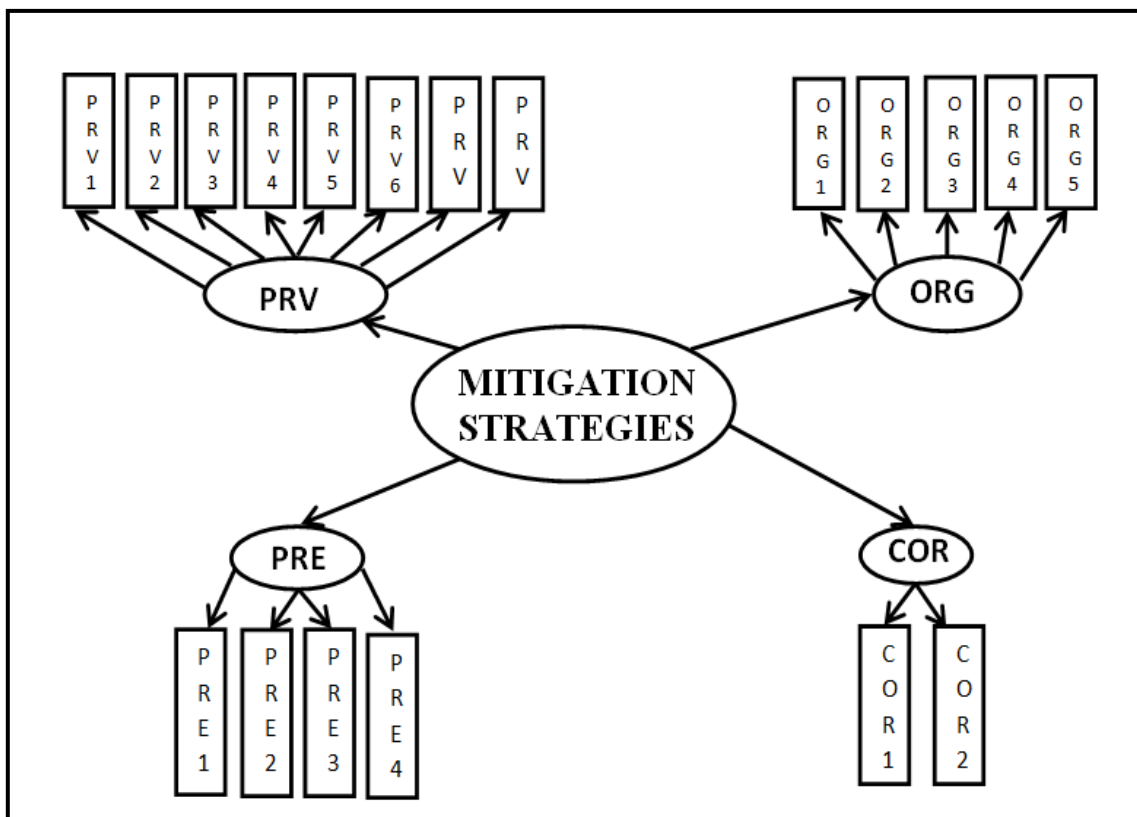 PRV1
PRV2
PRV3
PRV4
PRV5
PRV6
PRV
PRV
ORG1
ORG2
ORG3
ORG4
ORG5
PRV
ORG
MITIGATION
STRATEGIES
PRE
COR
PRE1
PRE2
PRE3
PRE4
COR1
COR2